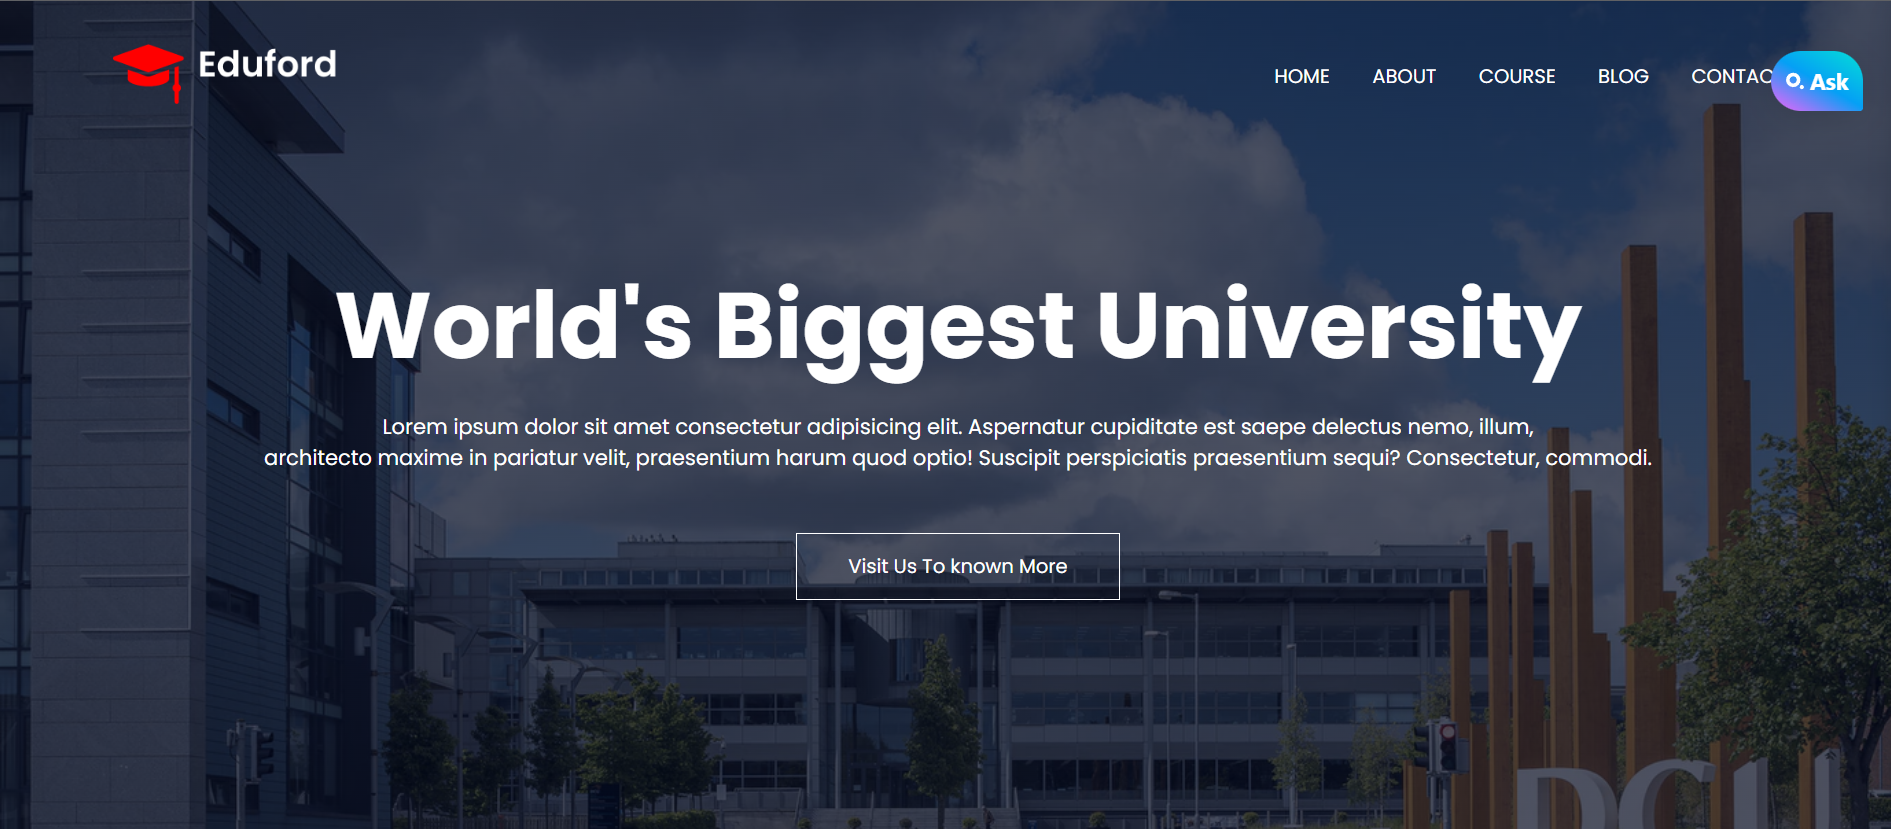 Eduford
HOME ABOUT COURSE BLOG CONTAC
Ask
World's Biggest University
Lorem ipsum dolor sit amet consectetur adipisicing elit. Aspernatur cupiditate est saepe delectus nemo, illum,
architecto maxime in pariatur velit, praesentium harum quod optio! Suscipit perspiciatis praesentium sequi? Consectetur, commodi.
Visit Us To known More
DCU